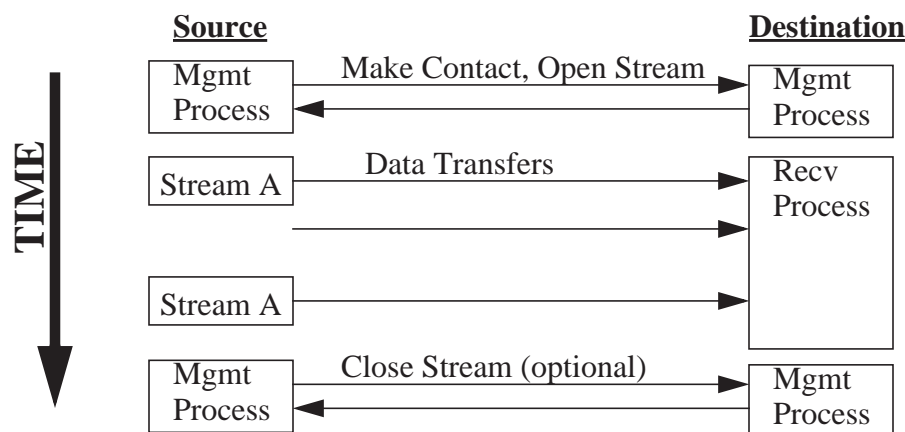 Source
Destination
TIME
Mgmt
Process
Make Contact, Open Stream
Mgmt
Process
Stream A
Data Transfers
Recv
Process
Stream A
Mgmt
Process
Close Stream (optional)
Mgmt
Process